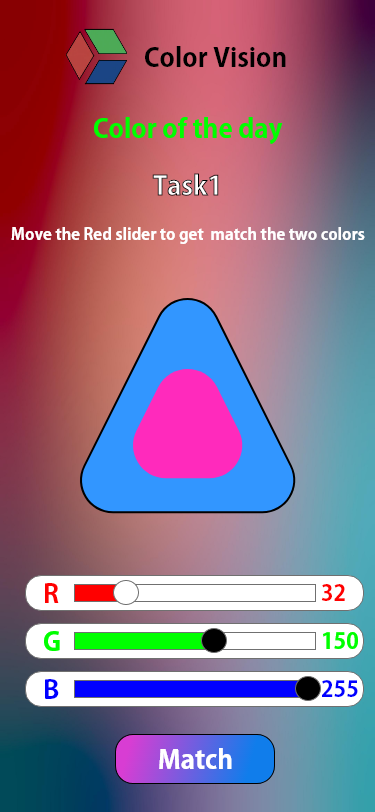 Color Vision
Color of the day
Task1
Move the Red slider to get match the two colors
R 32
G 150
B 255
Match